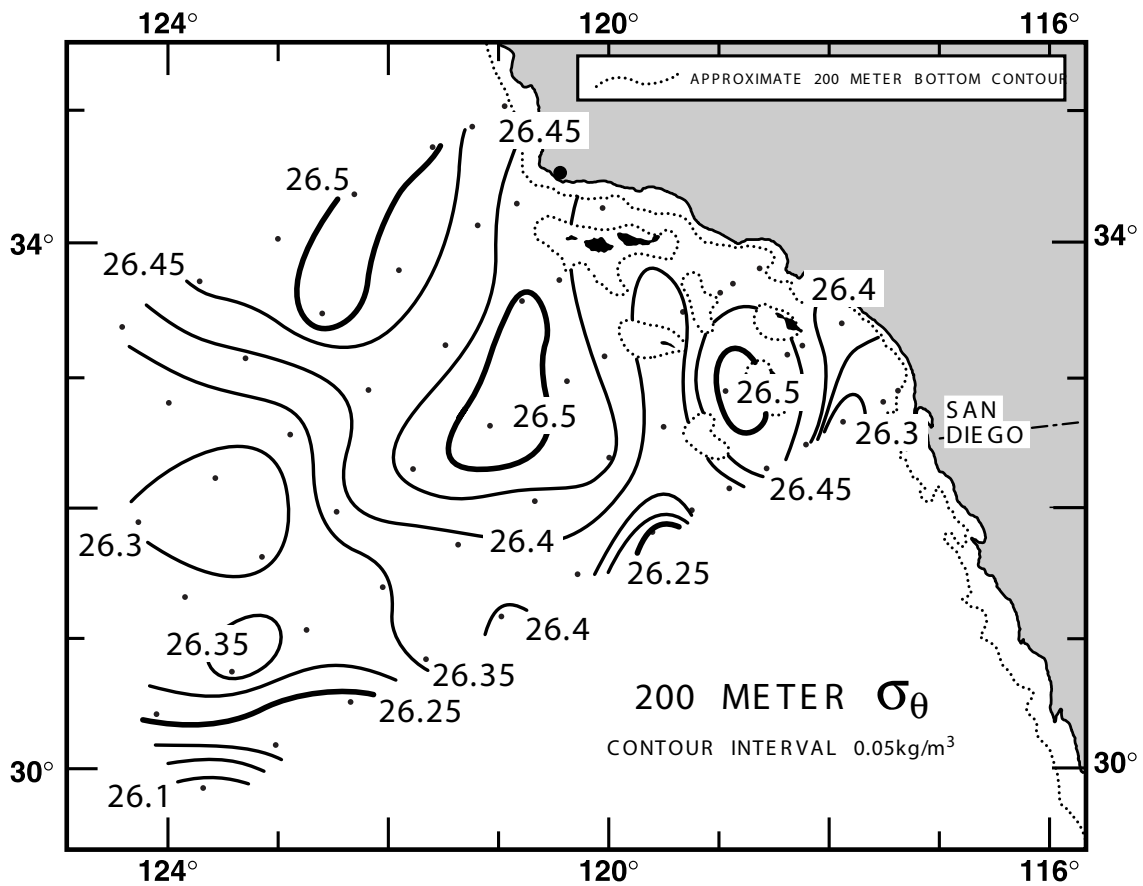 124° 120° 116°
APPROXIMATE 200 METER BOTTOM CONTOUR
26.45
26.5
34° 34°
26.45
26.4
26.5
26.5
SAN
DIEGO
26.3
26.45
26.4
26.3
26.25
26.4
26.35
26.35
26.25
200 METER σθ
CONTOUR INTERVAL 0.05kg/m³
30° 30°
26.1
124° 120° 116°